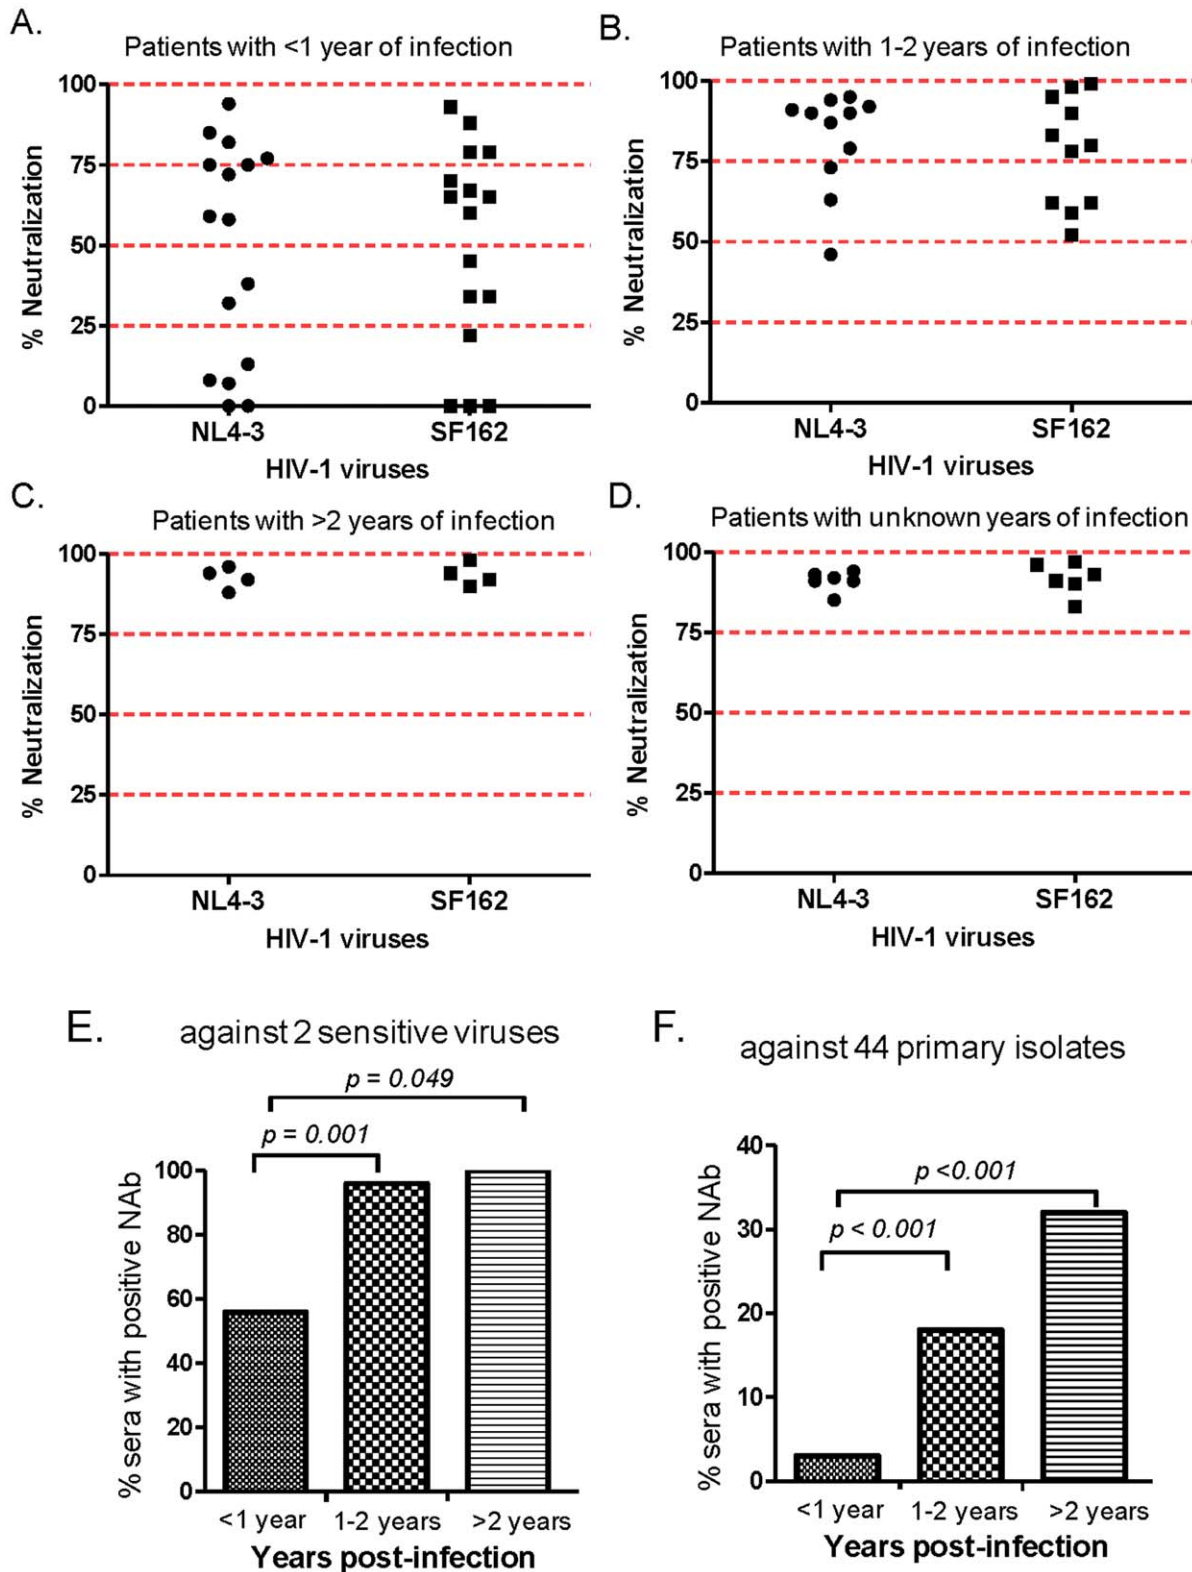 A.
Patients with <1 year of infection
100
75
50
25
0
% Neutralization
NL4-3
SF162
HIV-1 viruses
B.
Patients with 1-2 years of infection
100
75
50
25
0
% Neutralization
NL4-3
SF162
HIV-1 viruses
C.
Patients with >2 years of infection
100
75
50
25
0
% Neutralization
NL4-3
SF162
HIV-1 viruses
D.
Patients with unknown years of infection
100
75
50
25
0
% Neutralization
NL4-3
SF162
HIV-1 viruses
E.
against 2 sensitive viruses
p = 0.049
p = 0.001
100
80
60
40
20
0
% sera with positive NAb
<1 year
1-2 years
>2 years
Years post-infection
F.
against 44 primary isolates
p <0.001
p < 0.001
40
30
20
10
0
% sera with positive NAb
<1 year
1-2 years
>2 years
Years post-infection